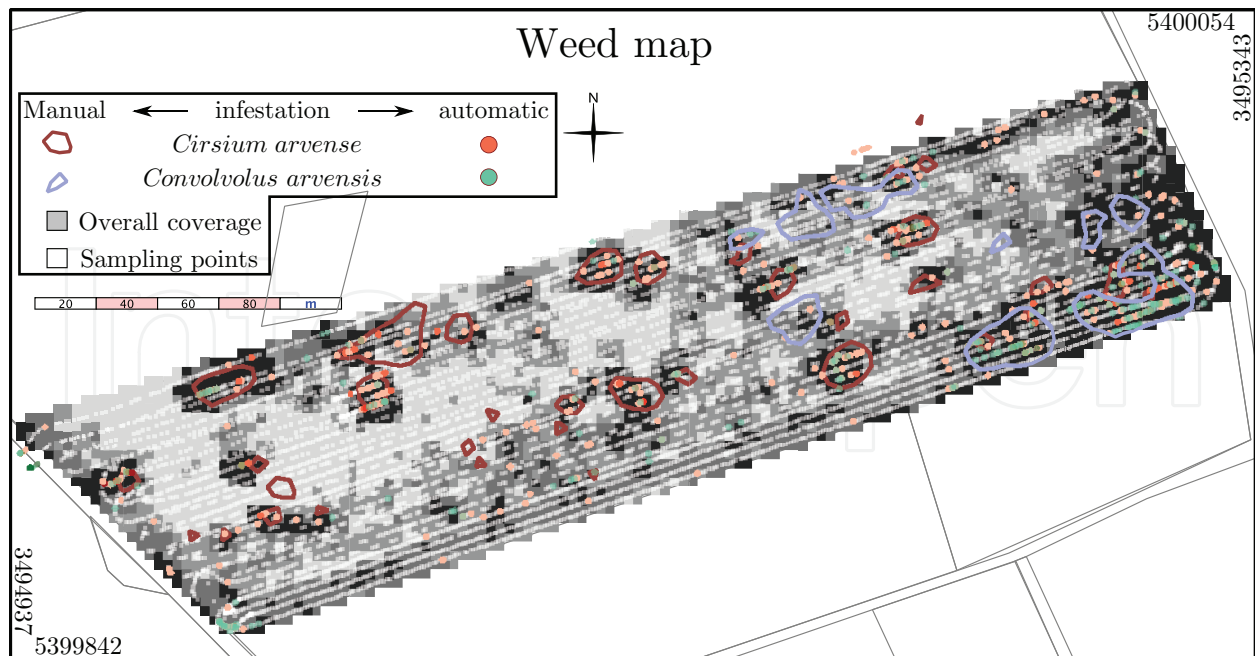 Weed map
5400054
3495343
Manual infestation automatic
Cirsium arvense
Convolvolus arvensis
Overall coverage
Sampling points
N
20 40 60 80 m
3494937
5399842